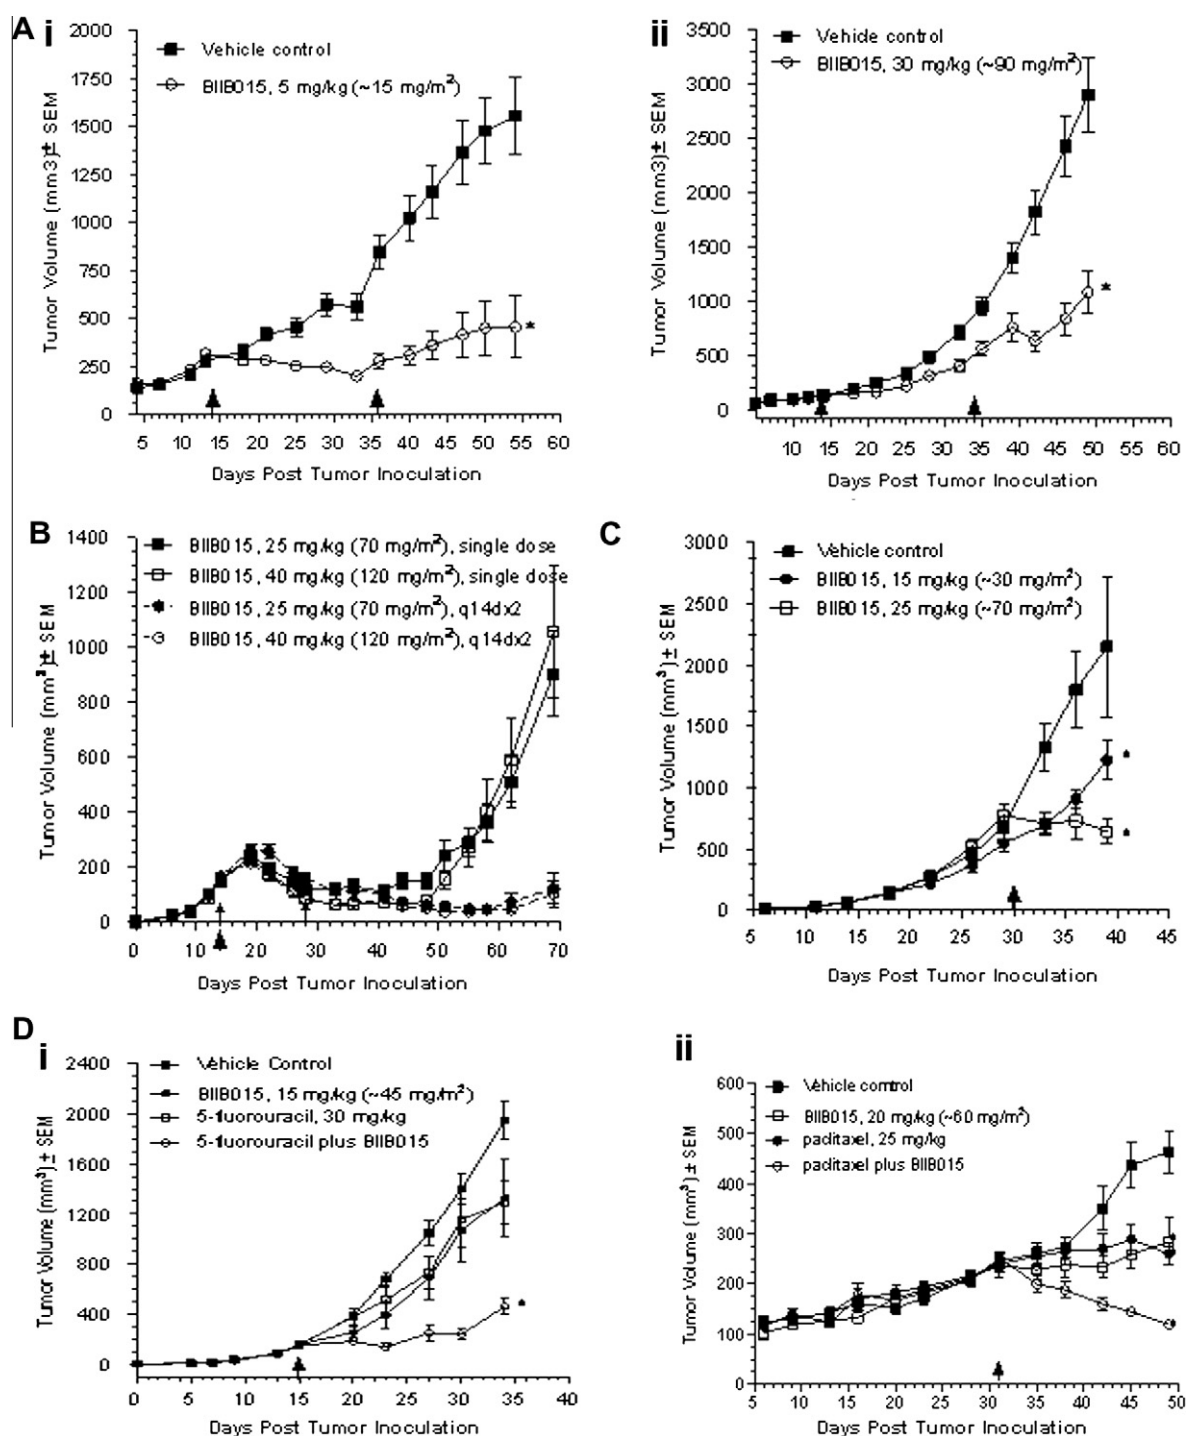 A i
2000
1750
1500
1250
1000
750
500
250
0
Tumor Volume (mm3)± SEM
Vehicle control
BIIB015, 5 mg/kg (~15 mg/m²)
*
5 10 15 20 25 30 35 40 45 50 55 60
Days Post Tumor Inoculation
ii
3500
3000
2500
2000
1500
1000
500
0
Tumor Volume (mm3)± SEM
Vehicle control
BIIB015, 30 mg/kg (~90 mg/m²)
*
10 15 20 25 30 35 40 45 50 55 60
Days Post Tumor Inoculation
B
1400
1200
1000
800
600
400
200
0
Tumor Volume (mm³)± SEM
BIIB015, 25 mg/kg (70 mg/m²), single dose
BIIB015, 40 mg/kg (120 mg/m²), single dose
BIIB015, 25 mg/kg (70 mg/m²), q14dx2
BIIB015, 40 mg/kg (120 mg/m²), q14dx2
0 10 20 30 40 50 60 70
Days Post Tumor Inoculation
C
3000
2500
2000
1500
1000
500
0
Tumor Volume (mm³)± SEM
Vehicle control
BIIB015, 15 mg/kg (~30 mg/m²)
BIIB015, 25 mg/kg (~70 mg/m²)
*
*
5 10 15 20 25 30 35 40 45
Days Post Tumor Inoculation
D i
2400
2000
1600
1200
800
400
0
Tumor Volume (mm³)± SEM
Vehicle Control
BIIB015, 15 mg/kg (~45 mg/m²)
5-fluorouracil, 30 mg/kg
5-fluorouracil plus BIIB015
*
0 5 10 15 20 25 30 35 40
Days Post Tumor Inoculation
ii
600
500
400
300
200
100
0
Tumor Volume (mm³)± SEM
Vehicle control
BIIB015, 20 mg/kg (~60 mg/m²)
paclitaxel, 25 mg/kg
paclitaxel plus BIIB015
5 10 15 20 25 30 35 40 45 50
Days Post Tumor Inoculation